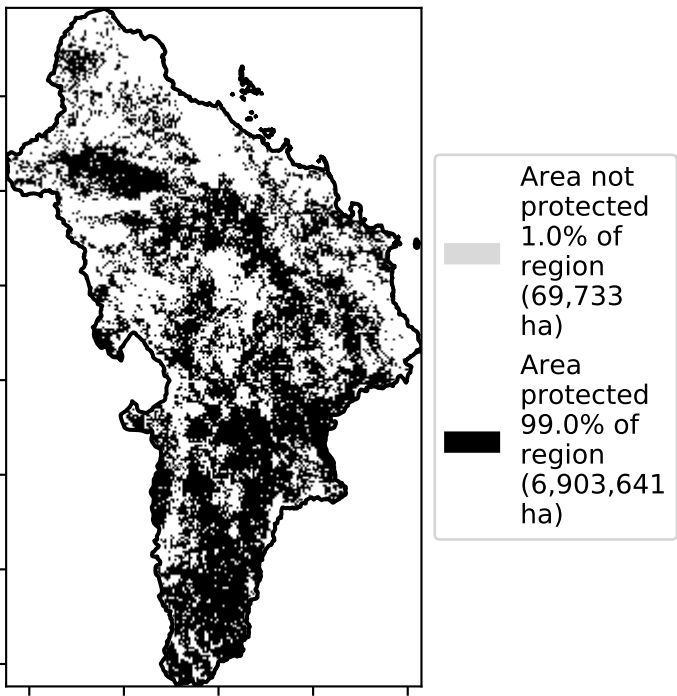 Area not
protected
1.0% of
region
(69,733
ha)
Area
protected
99.0% of
region
(6,903,641
ha)